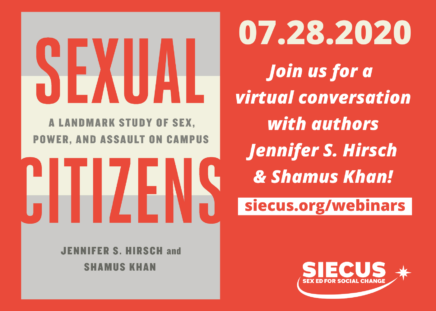 SEXUAL
A LANDMARK STUDY OF SEX,
POWER, AND ASSAULT ON CAMPUS
CITIZENS
JENNIFER S. HIRSCH and
SHAMUS KHAN
07.28.2020
Join us for a
virtual conversation
with authors
Jennifer S. Hirsch
& Shamus Khan!
siecus.org/webinars
SIECUS
SEX ED FOR SOCIAL CHANGE